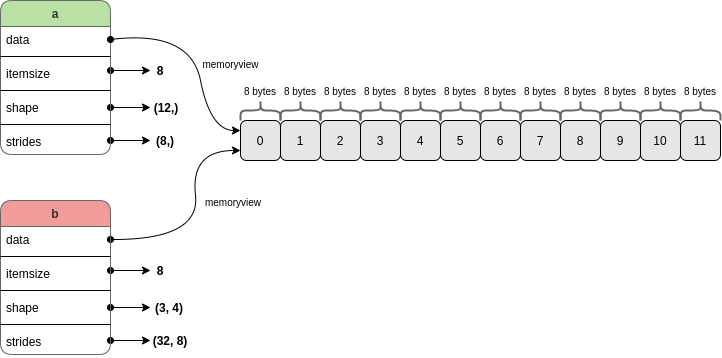 a
data
memoryview
itemsize 8
8 bytes 8 bytes 8 bytes 8 bytes 8 bytes 8 bytes 8 bytes 8 bytes 8 bytes 8 bytes 8 bytes 8 bytes
shape (12,)
strides (8,)
0 1 2 3 4 5 6 7 8 9 10 11
b
memoryview
data
itemsize 8
shape (3, 4)
strides (32, 8)